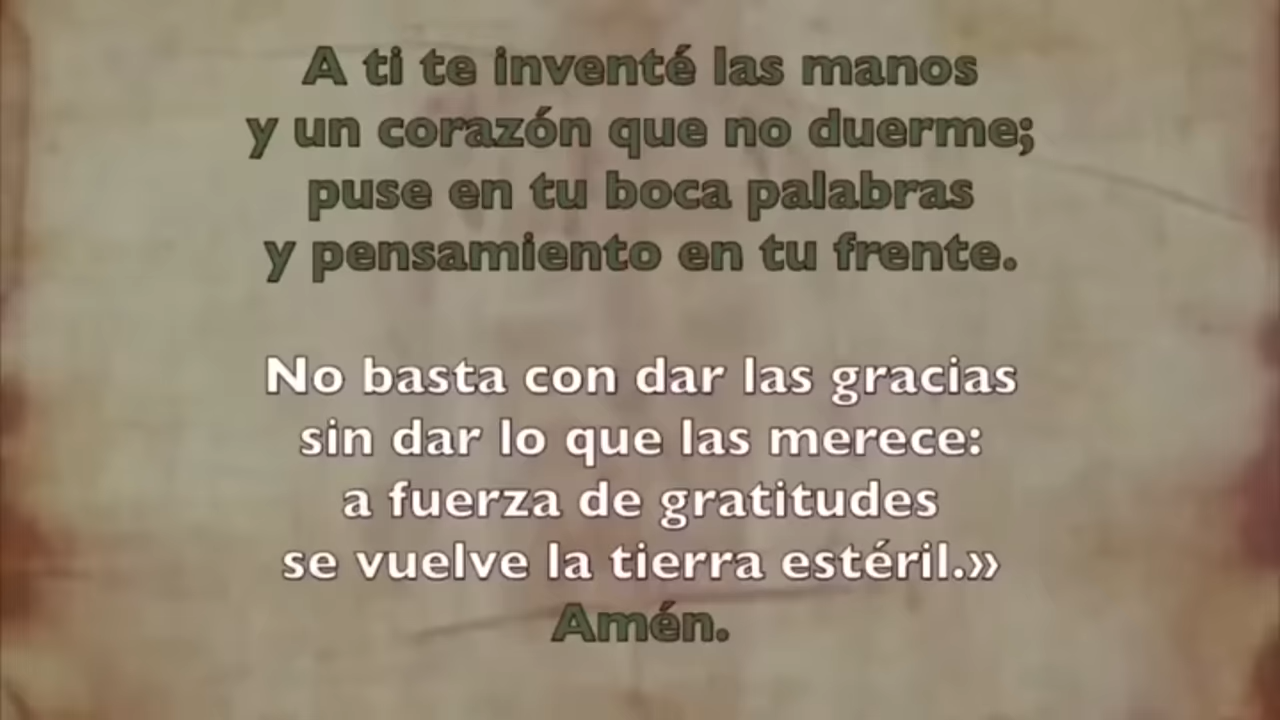 A ti te inventé las manos
y un corazón que no duerme;
puse en tu boca palabras
y pensamiento en tu frente.
No basta con dar las gracias
sin dar lo que las merece:
a fuerza de gratitudes
se vuelve la tierra estéril.»
Amén.